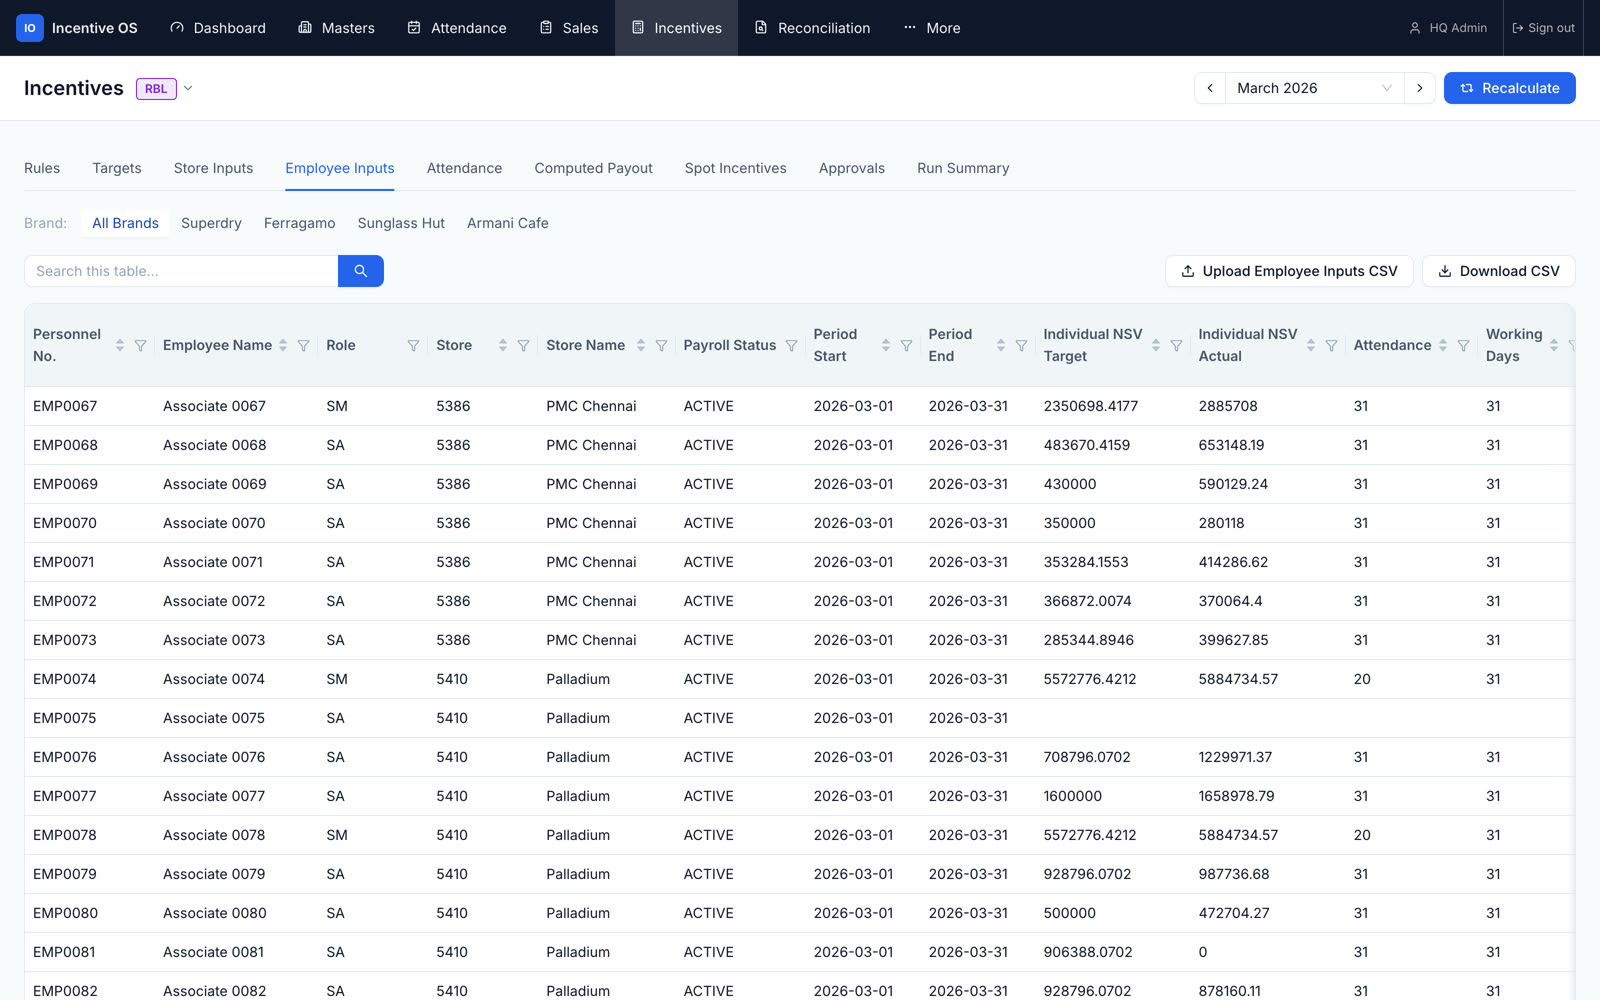 IO Incentive OS Dashboard Masters Attendance Sales Incentives Reconciliation ··· More HQ Admin Sign out
Incentives RBL March 2026 Recalculate
Rules Targets Store Inputs Employee Inputs Attendance Computed Payout Spot Incentives Approvals Run Summary
Brand: All Brands Superdry Ferragamo Sunglass Hut Armani Cafe
Search this table... Upload Employee Inputs CSV Download CSV
Personnel No. Employee Name Role Store Store Name Payroll Status Period Start Period End Individual NSV Target Individual NSV Actual Attendance Working Days
EMP0067 Associate 0067 SM 5386 PMC Chennai ACTIVE 2026-03-01 2026-03-31 2350698.4177 2885708 31 31
EMP0068 Associate 0068 SA 5386 PMC Chennai ACTIVE 2026-03-01 2026-03-31 483670.4159 653148.19 31 31
EMP0069 Associate 0069 SA 5386 PMC Chennai ACTIVE 2026-03-01 2026-03-31 430000 590129.24 31 31
EMP0070 Associate 0070 SA 5386 PMC Chennai ACTIVE 2026-03-01 2026-03-31 350000 280118 31 31
EMP0071 Associate 0071 SA 5386 PMC Chennai ACTIVE 2026-03-01 2026-03-31 353284.1553 414286.62 31 31
EMP0072 Associate 0072 SA 5386 PMC Chennai ACTIVE 2026-03-01 2026-03-31 366872.0074 370064.4 31 31
EMP0073 Associate 0073 SA 5386 PMC Chennai ACTIVE 2026-03-01 2026-03-31 285344.8946 399627.85 31 31
EMP0074 Associate 0074 SM 5410 Palladium ACTIVE 2026-03-01 2026-03-31 5572776.4212 5884734.57 20 31
EMP0075 Associate 0075 SA 5410 Palladium ACTIVE 2026-03-01 2026-03-31
EMP0076 Associate 0076 SA 5410 Palladium ACTIVE 2026-03-01 2026-03-31 708796.0702 1229971.37 31 31
EMP0077 Associate 0077 SA 5410 Palladium ACTIVE 2026-03-01 2026-03-31 1600000 1658978.79 31 31
EMP0078 Associate 0078 SM 5410 Palladium ACTIVE 2026-03-01 2026-03-31 5572776.4212 5884734.57 20 31
EMP0079 Associate 0079 SA 5410 Palladium ACTIVE 2026-03-01 2026-03-31 928796.0702 987736.68 31 31
EMP0080 Associate 0080 SA 5410 Palladium ACTIVE 2026-03-01 2026-03-31 500000 472704.27 31 31
EMP0081 Associate 0081 SA 5410 Palladium ACTIVE 2026-03-01 2026-03-31 906388.0702 0 31 31
EMP0082 Associate 0082 SA 5410 Palladium ACTIVE 2026-03-01 2026-03-31 928796.0702 878160.11 31 31